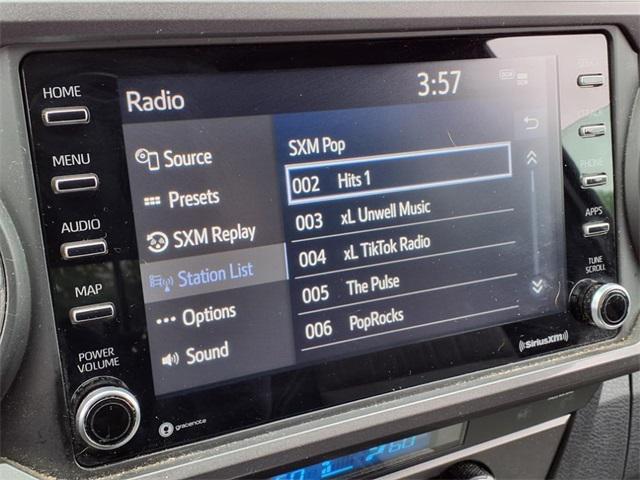 HOME
MENU
AUDIO
MAP
POWER
VOLUME
Radio
3:57
Source
Presets
SXM Replay
Station List
Options
Sound
SXM Pop
002 Hits 1
003 xL Unwell Music
004 xL TikTok Radio
005 The Pulse
006 PopRocks
PHONE
APPS
TUNE
SCROLL
SiriusXM
gracenote
60